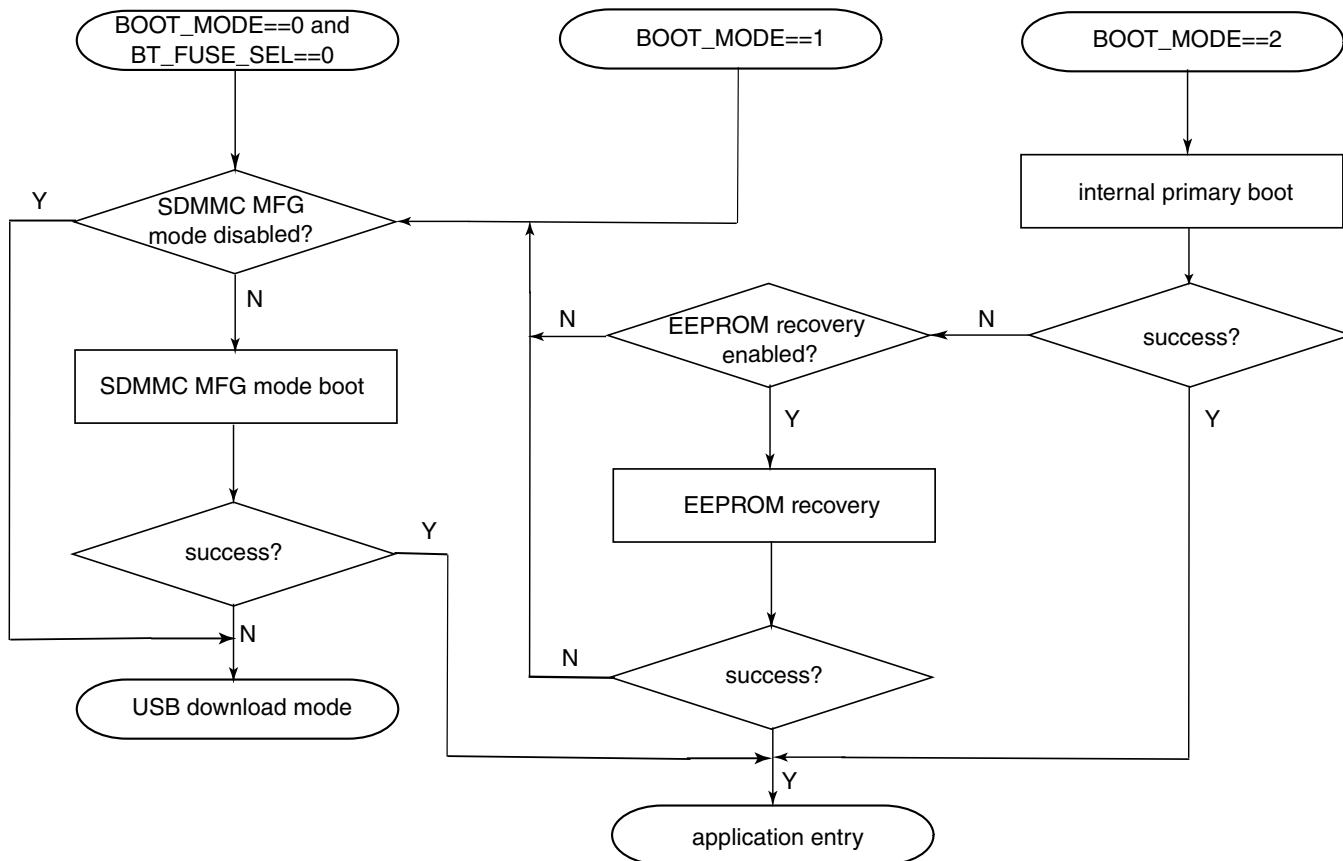 BOOT_MODE==0 and
BT_FUSE_SEL==0
BOOT_MODE==1
BOOT_MODE==2
Y
SDMMC MFG
mode disabled?
internal primary boot
N
N
EEPROM recovery
enabled?
N
success?
SDMMC MFG mode boot
Y
Y
EEPROM recovery
Y
success?
N
N
success?
USB download mode
Y
application entry